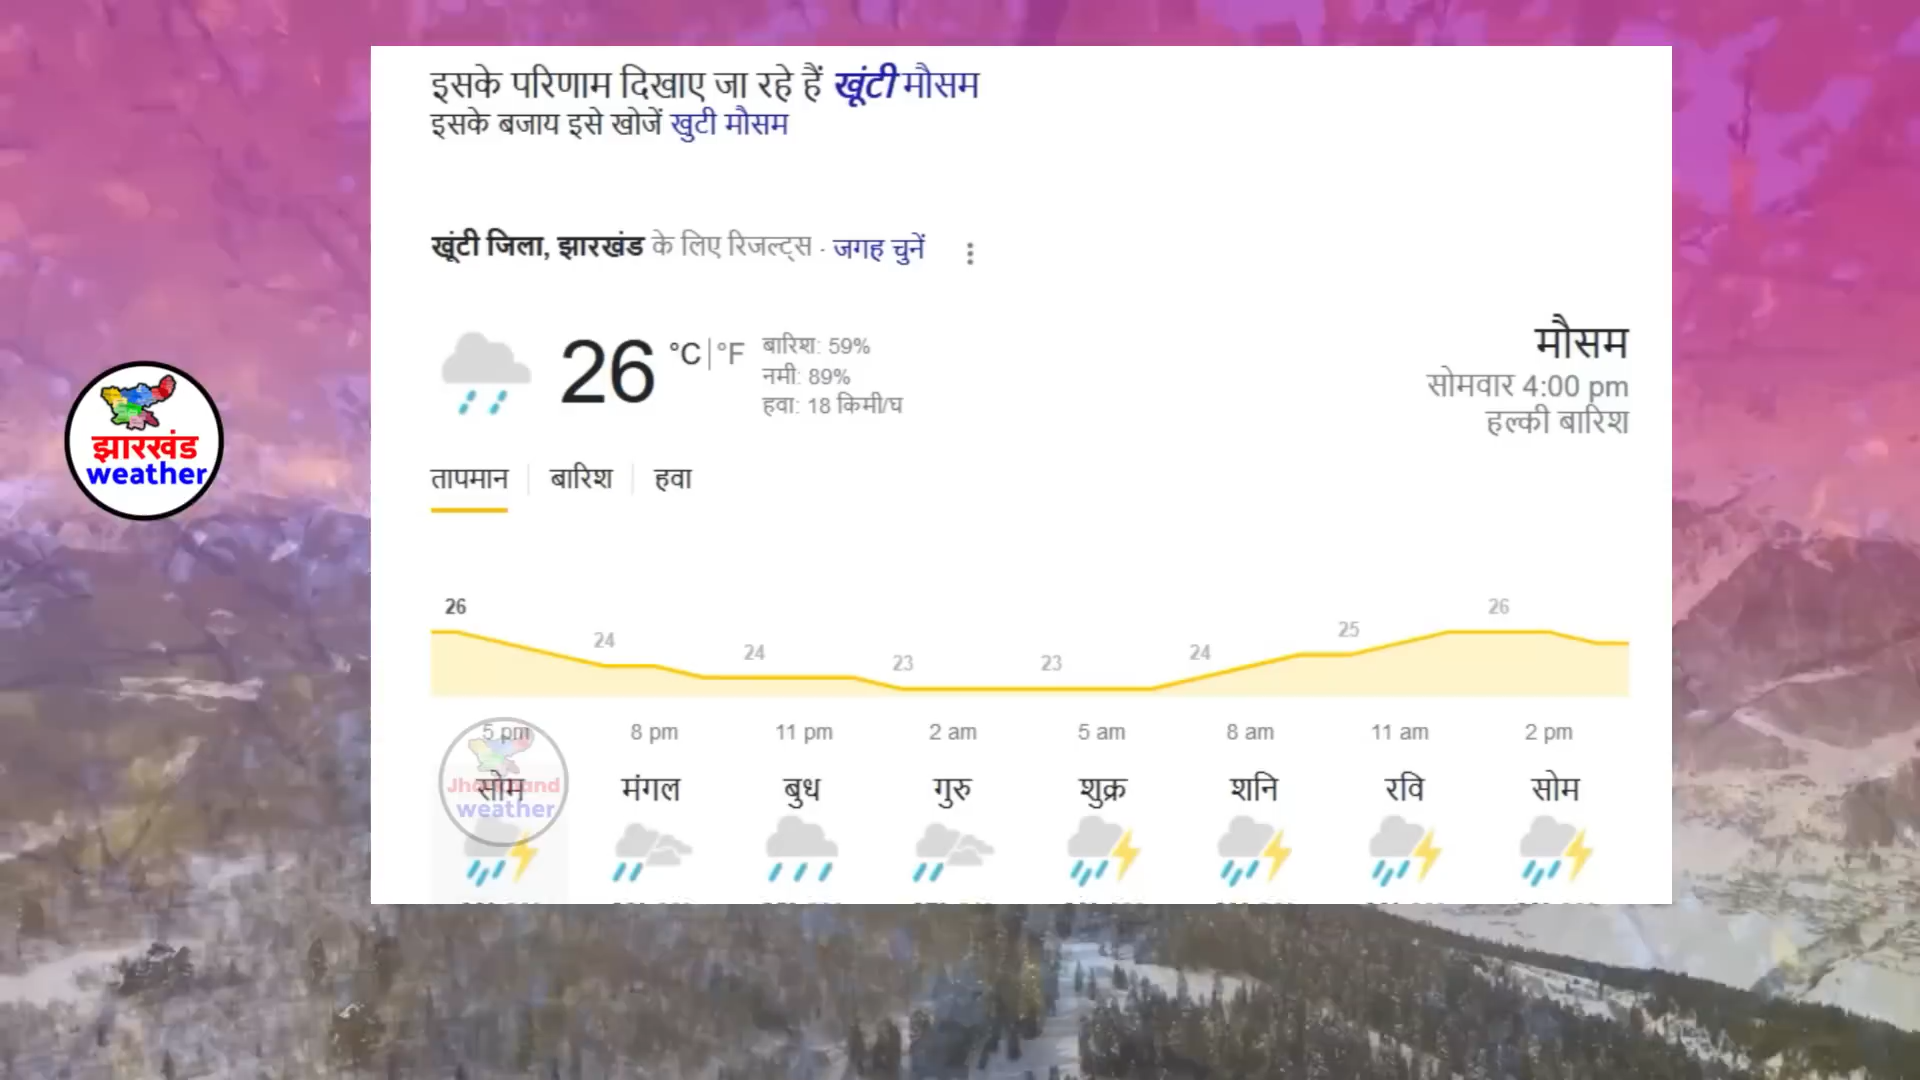 इसके परिणाम दिखाए जा रहे हैं खूंटी मौसम
इसके बजाय इसे खोजें खुटी मौसम
खूंटी जिला, झारखंड के लिए रिजल्ट्स · जगह चुनें
26 °C|°F
बारिश: 59%
नमी: 89%
हवा: 18 किमी/घ
मौसम
सोमवार 4:00 pm
हल्की बारिश
झारखंड
weather
तापमान बारिश हवा
26 24 24 23 23 24 25 26
5 pm 8 pm 11 pm 2 am 5 am 8 am 11 am 2 pm
सोम मंगल बुध गुरु शुक्र शनि रवि सोम
Jharkhand
weather